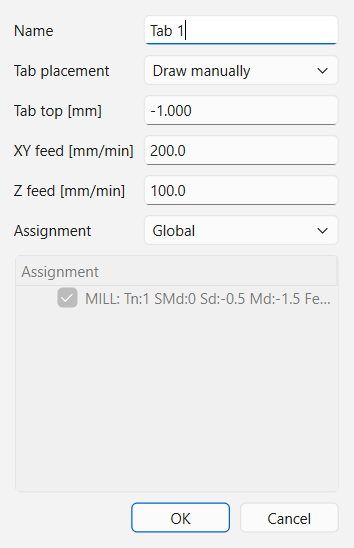 Name Tab 1
Tab placement Draw manually
Tab top [mm] -1.000
XY feed [mm/min] 200.0
Z feed [mm/min] 100.0
Assignment Global
Assignment
MILL: Tn:1 SMd:0 Sd:-0.5 Md:-1.5 Fe...
OK Cancel